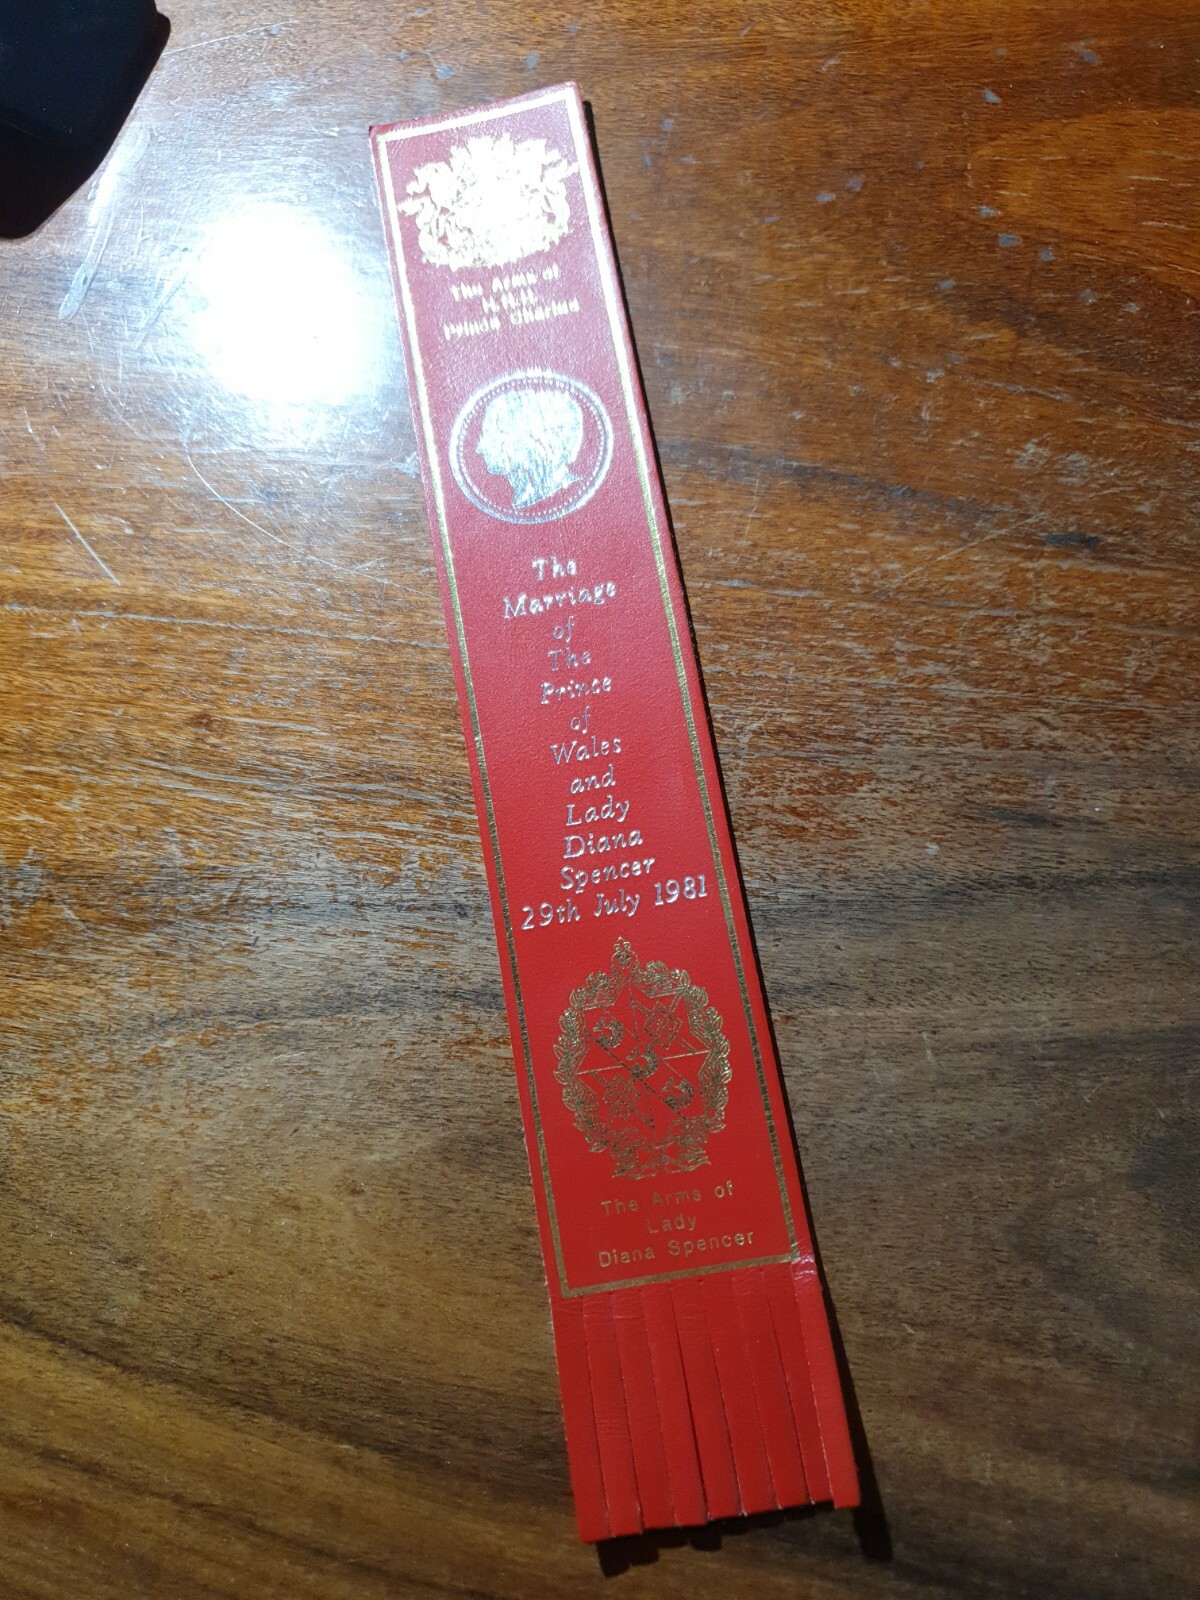 The Arms of
H.R.H.
Prince Charles
The
Marriage
of
The
Prince
of
Wales
and
Lady
Diana
Spencer
29th July 1981
The Arms of
Lady
Diana Spencer